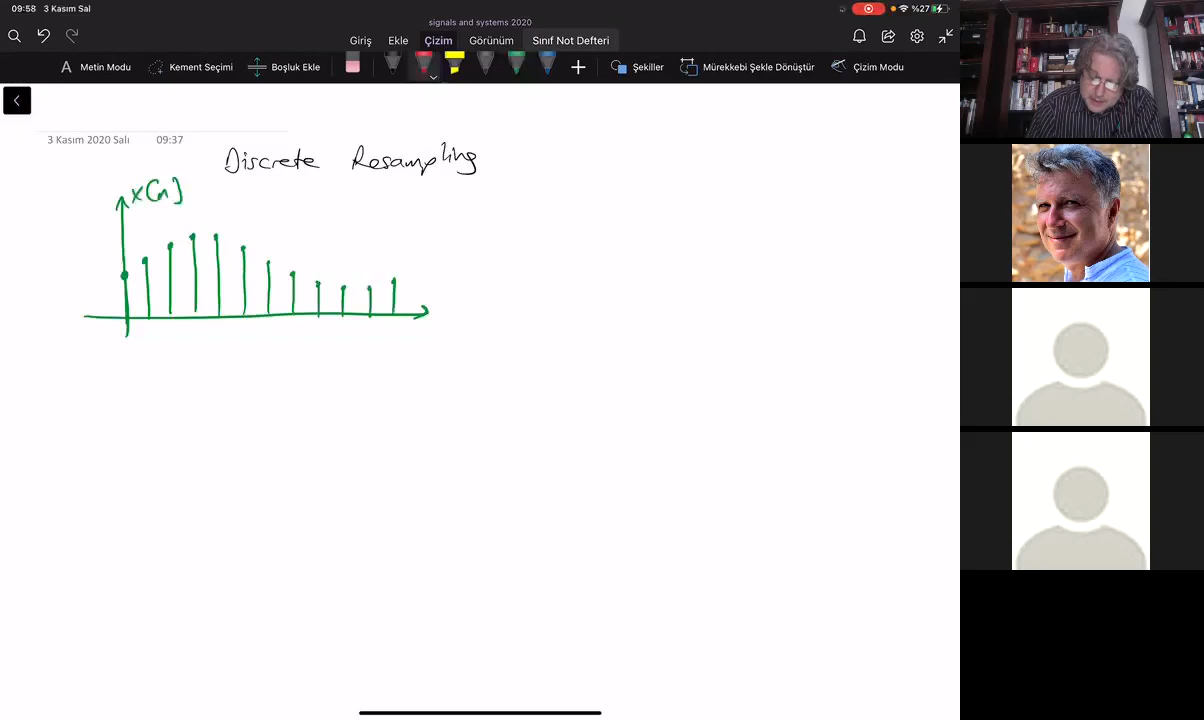 09:58 3 Kasım Sal %27
signals and systems 2020
Giriş Ekle Çizim Görünüm Sınıf Not Defteri
Metin Modu Kement Seçimi Boşluk Ekle Şekiller Mürekkebi Şekle Dönüştür Çizim Modu
3 Kasım 2020 Salı 09:37
Discrete Resampling
x[n]